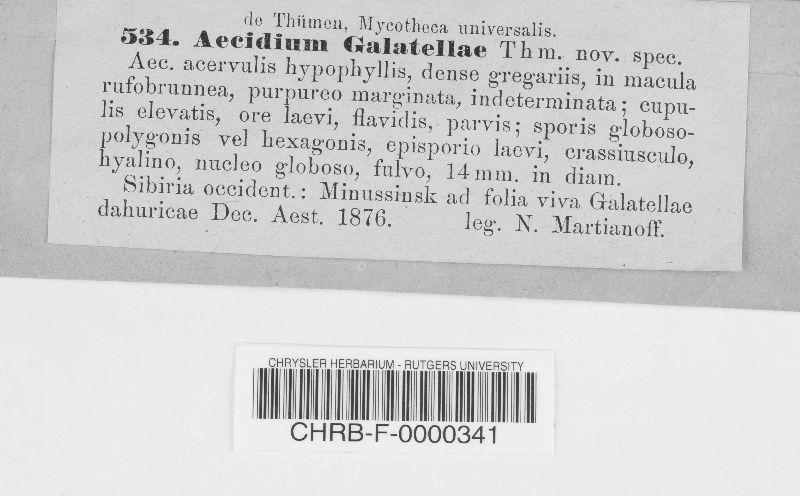 de Thümen, Mycotheca universalis.
534. Aecidium Galatellae Thm. nov. spec.
Aec. acervulis hypophyllis, dense gregariis, in macula
rufobrunnea, purpureo marginata, indeterminata; cupu-
lis elevatis, ore laevi, flavidis, parvis; sporis globoso-
polygonis vel hexagonis, episporio laevi, crassiusculo,
hyalino, nucleo globoso, fulvo, 14 mm. in diam.
Sibiria occident.: Minussinsk ad folia viva Galatellae
dahuricae Dec. Aest. 1876. leg. N. Martianoff.
CHRYSLER HERBARIUM - RUTGERS UNIVERSITY
CHRB-F-0000341